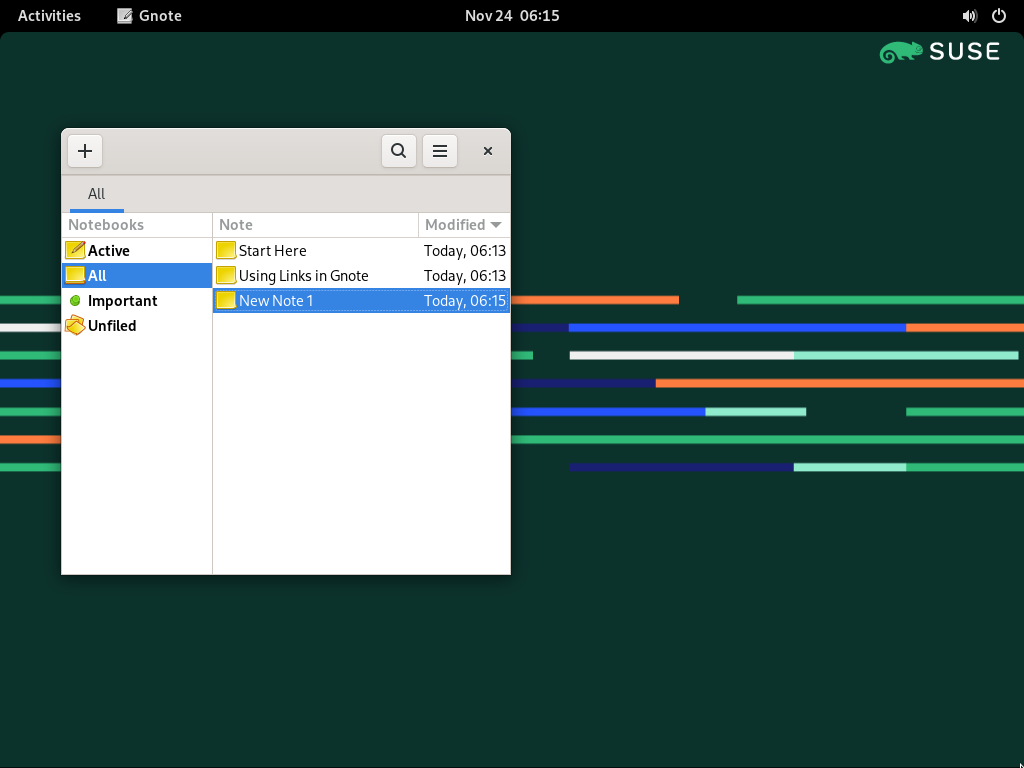 Activities Gnote Nov 24 06:15
SUSE
All
Notebooks Note Modified
Active Start Here Today, 06:13
All Using Links in Gnote Today, 06:13
Important New Note 1 Today, 06:15
Unfiled